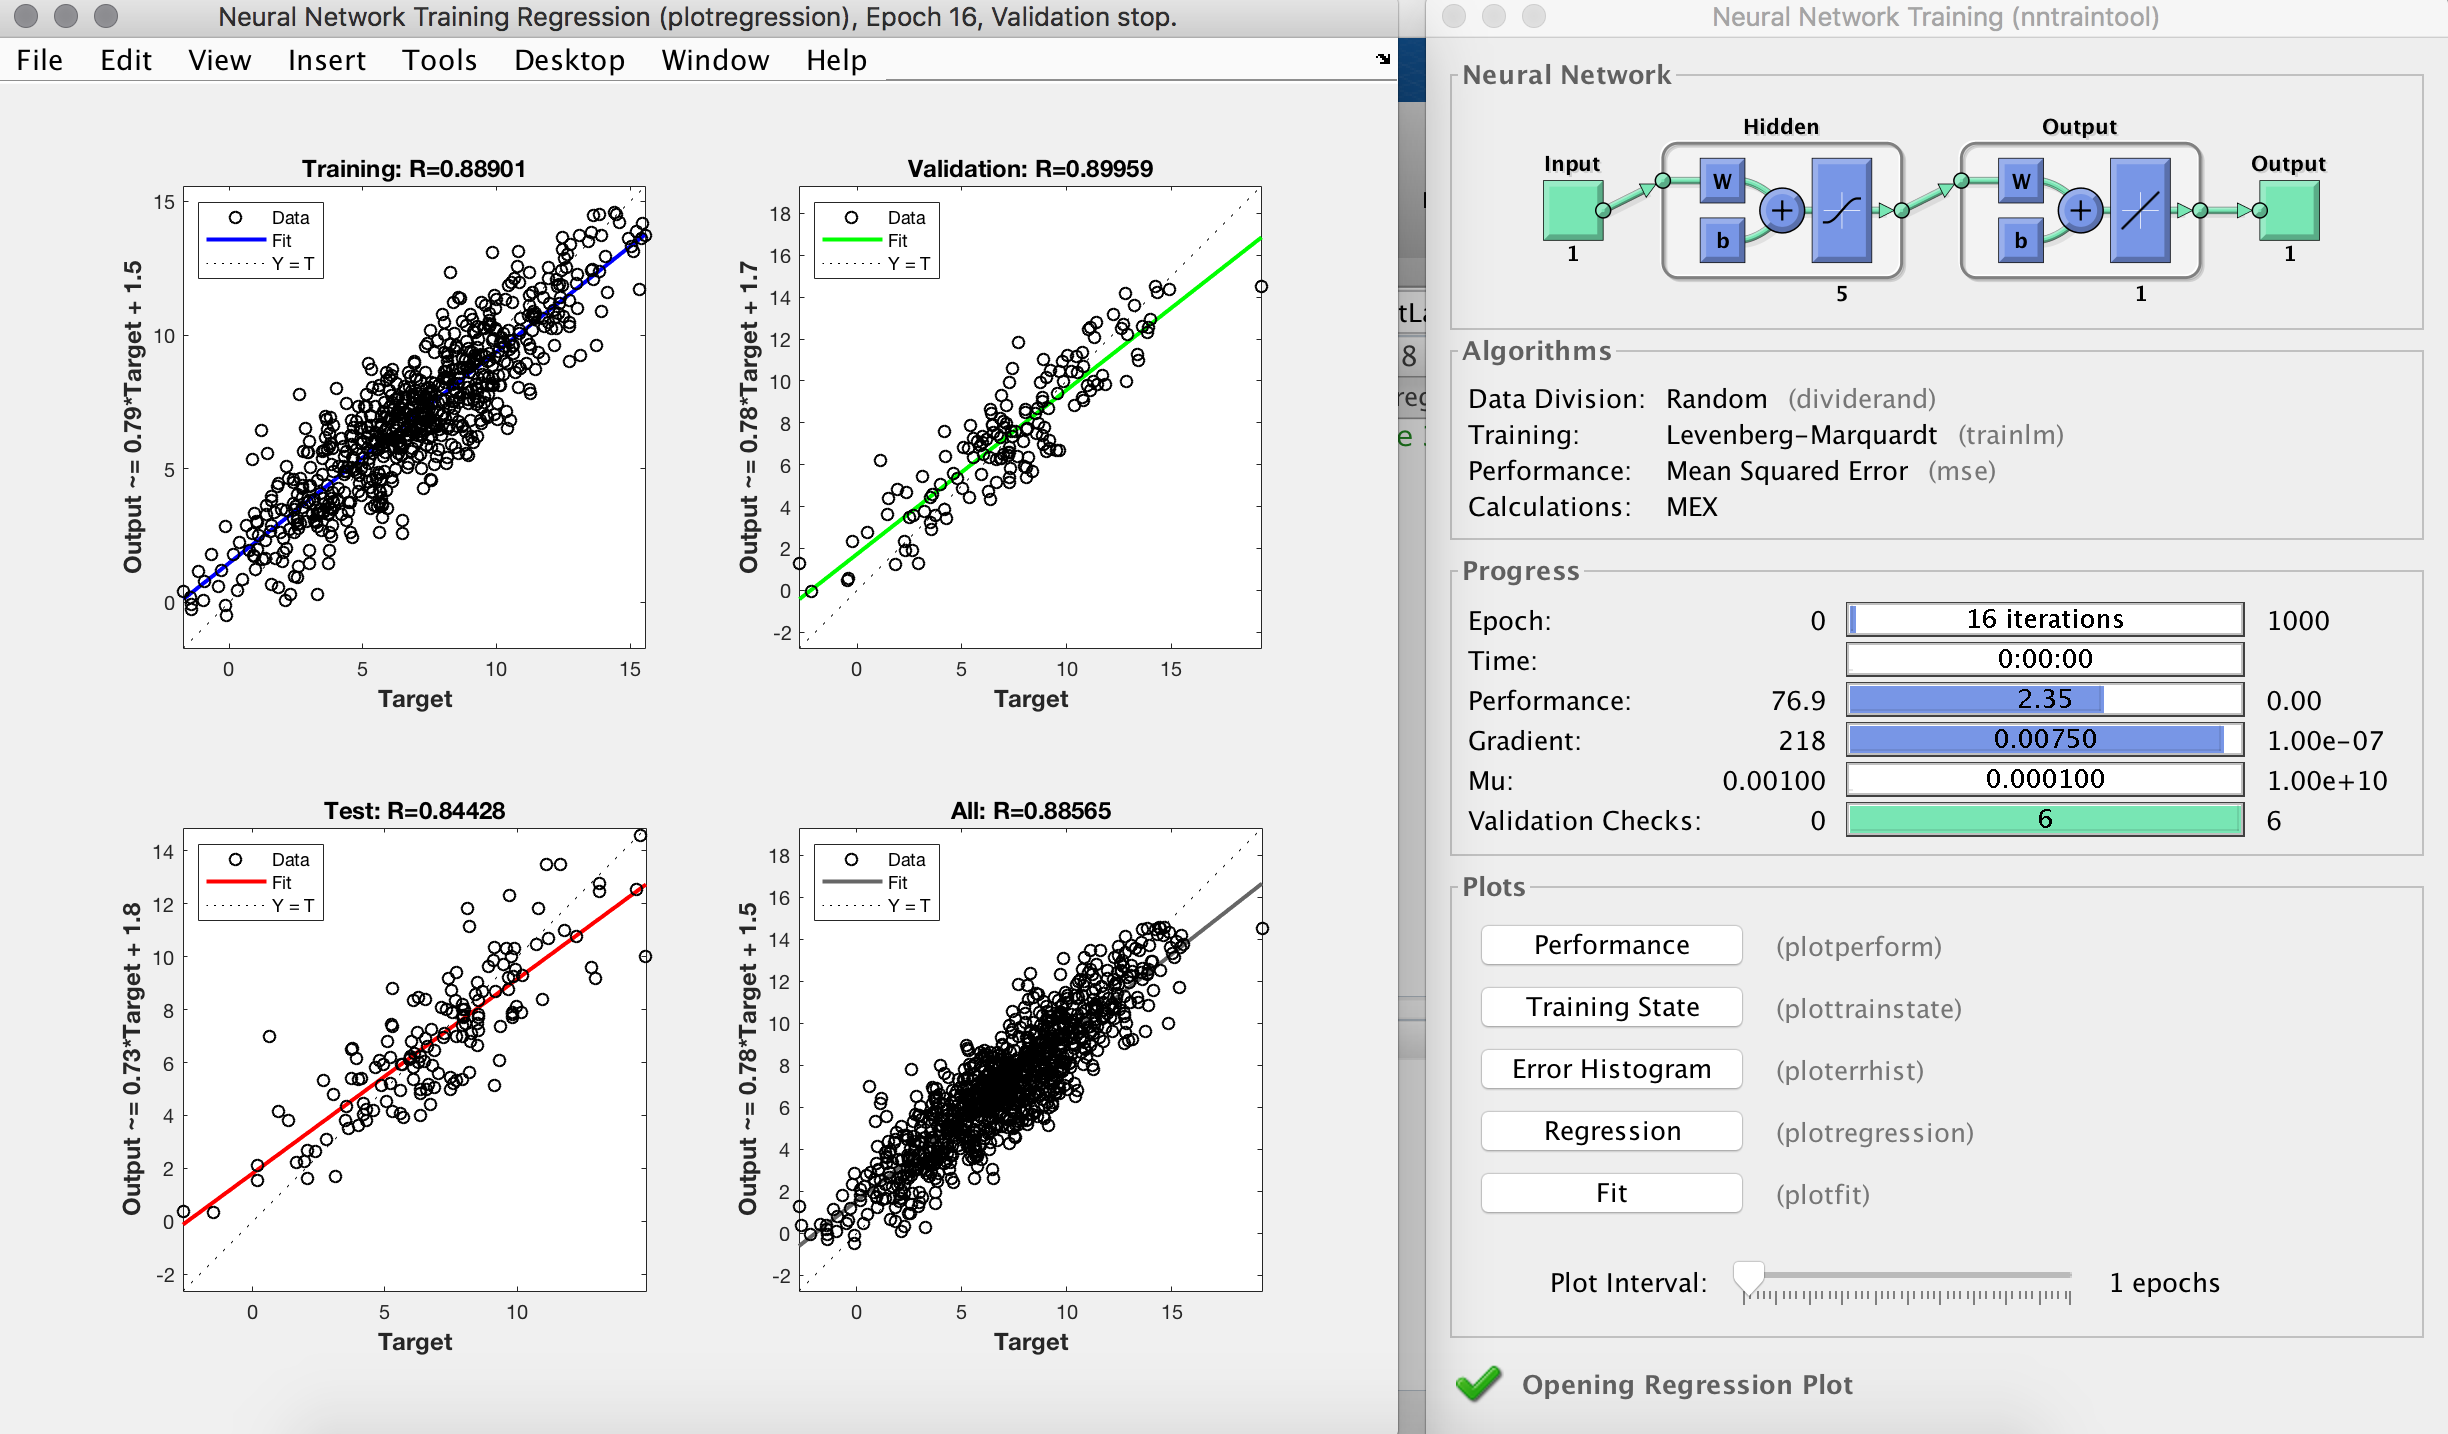 Neural Network Training Regression (plotregression), Epoch 16, Validation stop.
File Edit View Insert Tools Desktop Window Help
Training: R=0.88901
Data
Fit
Y = T
Output ~= 0.79*Target + 1.5
15
10
5
0
0 5 10 15
Target
Validation: R=0.89959
Data
Fit
Y = T
Output ~= 0.78*Target + 1.7
18
16
14
12
10
8
6
4
2
0
-2
0 5 10 15
Target
Test: R=0.84428
Data
Fit
Y = T
Output ~= 0.73*Target + 1.8
14
12
10
8
6
4
2
0
-2
0 5 10
Target
All: R=0.88565
Data
Fit
Y = T
Output ~= 0.78*Target + 1.5
18
16
14
12
10
8
6
4
2
0
-2
0 5 10 15
Target
8
Neural Network Training (nntraintool)
Neural Network
Hidden Output
Input Output
W W
b b
1 1
5 1
Algorithms
Data Division: Random (dividerand)
Training: Levenberg-Marquardt (trainlm)
Performance: Mean Squared Error (mse)
Calculations: MEX
Progress
Epoch: 0 16 iterations 1000
Time: 0:00:00
Performance: 76.9 2.35 0.00
Gradient: 218 0.00750 1.00e-07
Mu: 0.00100 0.000100 1.00e+10
Validation Checks: 0 6 6
Plots
Performance (plotperform)
Training State (plottrainstate)
Error Histogram (ploterrhist)
Regression (plotregression)
Fit (plotfit)
Plot Interval: 1 epochs
Opening Regression Plot